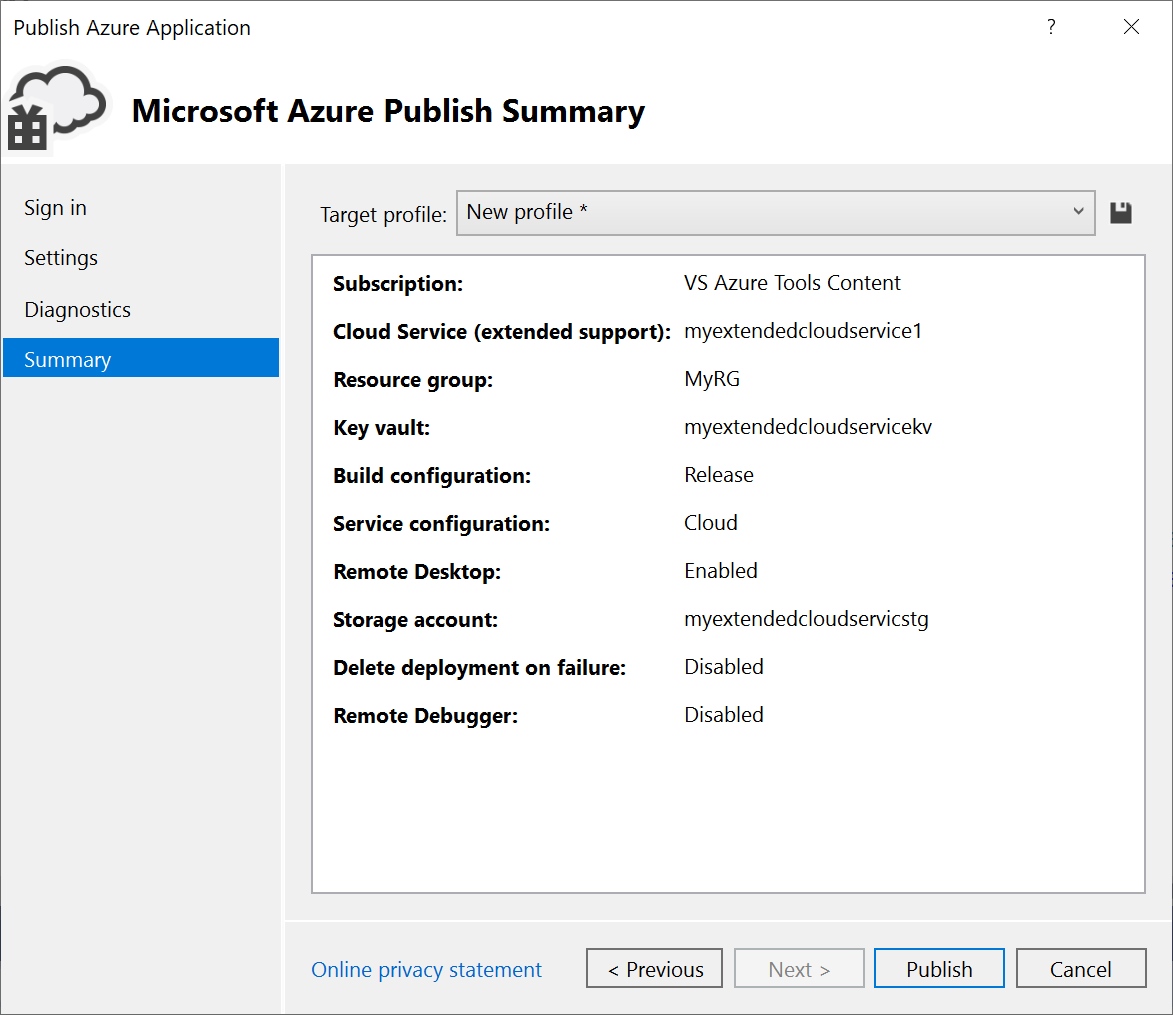 Publish Azure Application ?
Microsoft Azure Publish Summary
Sign in
Settings
Diagnostics
Summary
Target profile: New profile *
Subscription: VS Azure Tools Content
Cloud Service (extended support): myextendedcloudservice1
Resource group: MyRG
Key vault: myextendedcloudservicekv
Build configuration: Release
Service configuration: Cloud
Remote Desktop: Enabled
Storage account: myextendedcloudservicstg
Delete deployment on failure: Disabled
Remote Debugger: Disabled
Online privacy statement < Previous Next > Publish Cancel